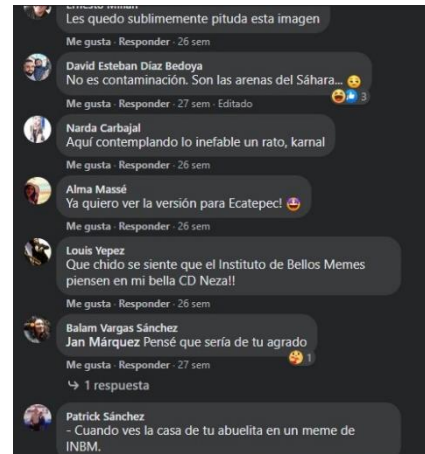 Ernesto Millán
Les quedo sublimemente pituda esta imagen
Me gusta · Responder · 26 sem
David Esteban Díaz Bedoya
No es contaminación. Son las arenas del Sáhara...
Me gusta · Responder · 27 sem · Editado
3
Narda Carbajal
Aquí contemplando lo inefable un rato, karnal
Me gusta · Responder · 26 sem
Alma Massé
Ya quiero ver la versión para Ecatepec!
Me gusta · Responder · 26 sem
Louis Yepez
Que chido se siente que el Instituto de Bellos Memes
piensen en mi bella CD Neza!!
Me gusta · Responder · 26 sem
Balam Vargas Sánchez
Jan Márquez Pensé que sería de tu agrado
Me gusta · Responder · 27 sem
1
1 respuesta
Patrick Sánchez
- Cuando ves la casa de tu abuelita en un meme de
INBM.